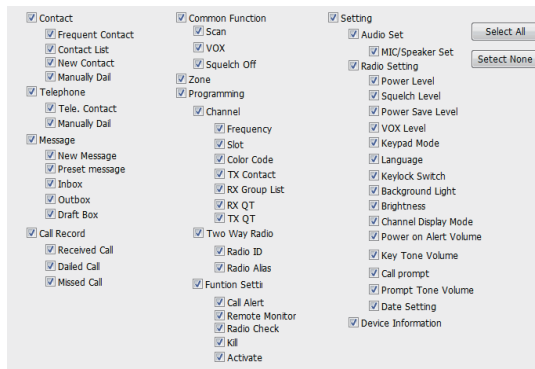 Contact
Frequent Contact
Contact List
New Contact
Manually Dail
Telephone
Tele. Contact
Manually Dail
Message
New Message
Preset message
Inbox
Outbox
Draft Box
Call Record
Received Call
Dailed Call
Missed Call
Common Function
Scan
VOX
Squelch Off
Zone
Programming
Channel
Frequency
Slot
Color Code
TX Contact
RX Group List
RX QT
TX QT
Two Way Radio
Radio ID
Radio Alias
Funtion Setti
Call Alert
Remote Monitor
Radio Check
Kill
Activate
Setting
Audio Set
MIC/Speaker Set
Radio Setting
Power Level
Squelch Level
Power Save Level
VOX Level
Keypad Mode
Language
Keylock Switch
Background Light
Brightness
Channel Display Mode
Power on Alert Volume
Key Tone Volume
Call prompt
Prompt Tone Volume
Date Setting
Device Information
Select All
Setect None